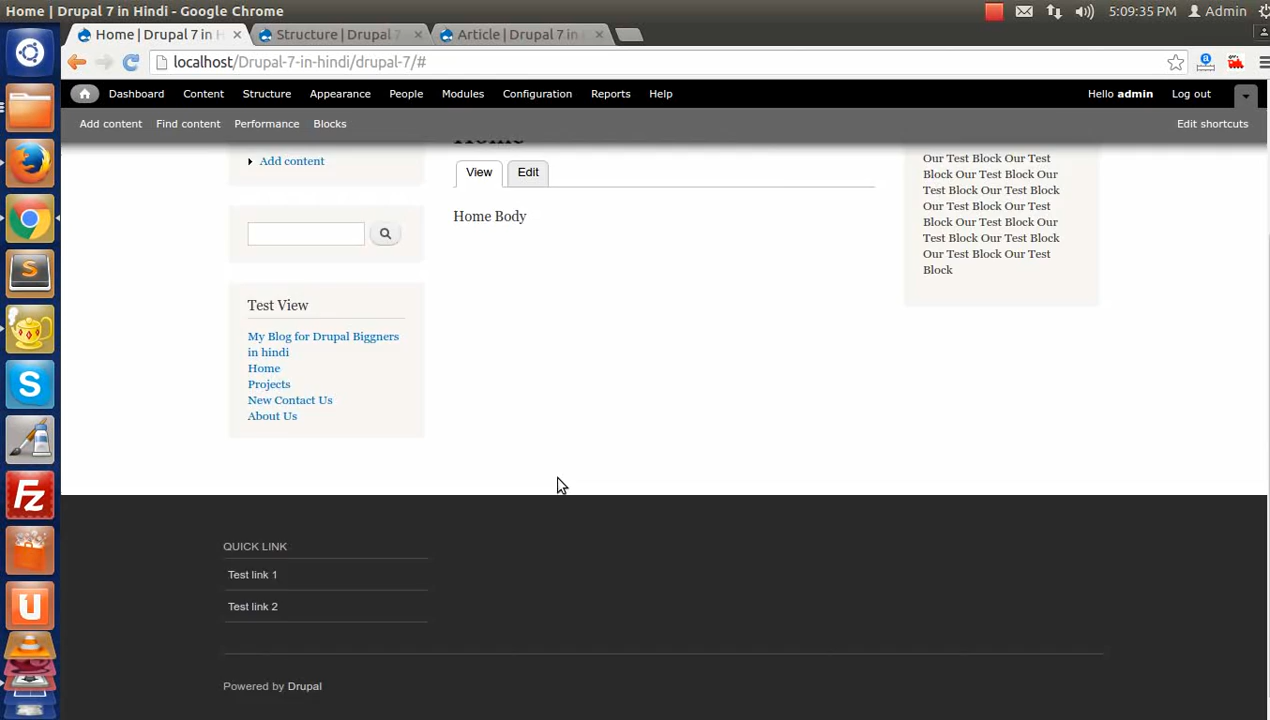 Home | Drupal 7 in Hindi - Google Chrome
5:09:35 PM Admin
Home | Drupal 7 in H
Structure | Drupal 7
Article | Drupal 7 in
localhost/Drupal-7-in-hindi/drupal-7/#
Dashboard Content Structure Appearance People Modules Configuration Reports Help Hello admin Log out
Add content Find content Performance Blocks Edit shortcuts
Home
Add content
View Edit
Home Body
Test View
My Blog for Drupal Biggners
in hindi
Home
Projects
New Contact Us
About Us
Our Test Block Our Test
Block Our Test Block Our
Test Block Our Test Block
Our Test Block Our Test
Block Our Test Block Our
Test Block Our Test Block
Our Test Block Our Test
Block
QUICK LINK
Test link 1
Test link 2
Powered by Drupal